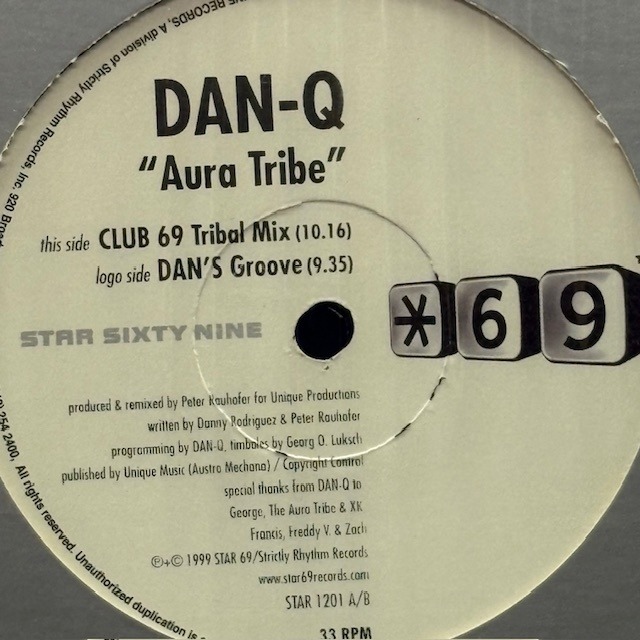 NE RECORDS, A division of Strictly Rhythm Records, Inc. 920
DAN-Q
"Aura Tribe"
this side CLUB 69 Tribal Mix (10.16)
logo side DAN'S Groove (9.35)
STAR SIXTY NINE
* 6 9
produced & remixed by Peter Rauhofer for Unique Productions
written by Danny Rodriguez & Peter Rauhofer
programming by DAN-Q, timbales by Georg O. Luksch
published by Unique Music (Austro Mechana) / Copyright Control
special thanks from DAN-Q to
George, The Aura Tribe & XK
Francis, Freddy V. & Zach
℗+© 1999 STAR 69/Strictly Rhythm Records
www.star69records.com
STAR 1201 A/B
33 RPM
254 2400, All rights reserved. Unauthorized duplication is